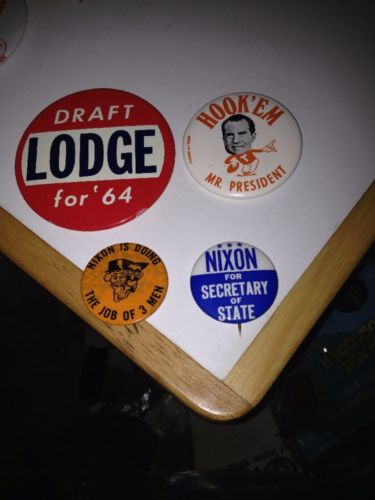 DRAFT
LODGE
for '64
HOOK'EM
MR. PRESIDENT
NIXON IS DOING
THE JOB OF 3 MEN
NIXON
FOR
SECRETARY
OF
STATE